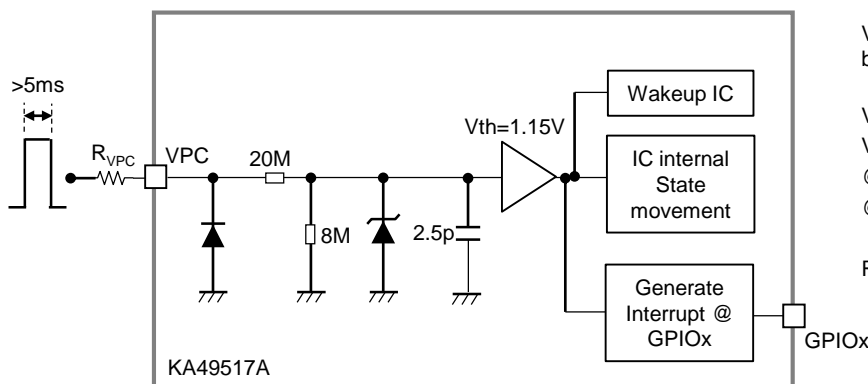 >5ms
RVPC
VPC
20M
8M
2.5p
Vth=1.15V
Wakeup IC
IC internal
State
movement
Generate
Interrupt @
GPIOx
GPIOx
KA49517A
V
b
V
V
F